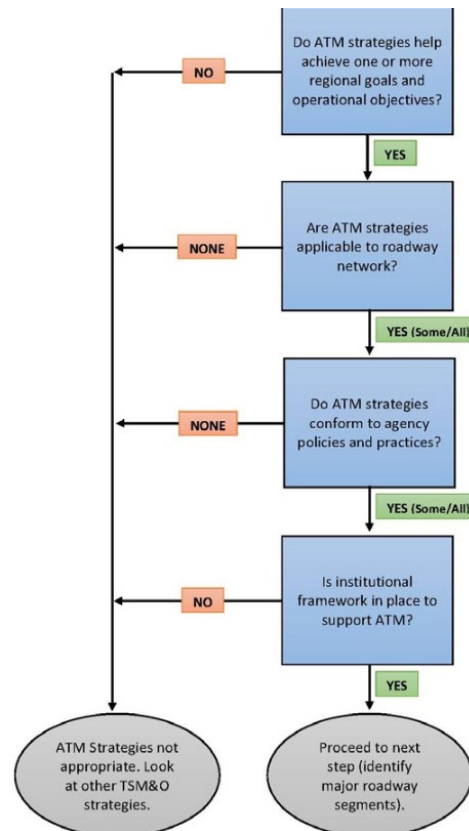 Do ATM strategies help
achieve one or more
regional goals and
operational objectives?
NO
YES
Are ATM strategies
applicable to roadway
network?
NONE
YES (Some/All)
Do ATM strategies
conform to agency
policies and practices?
NONE
YES (Some/All)
Is institutional
framework in place to
support ATM?
NO
YES
ATM Strategies not
appropriate. Look
at other TSM&O
strategies.
Proceed to next
step (identify
major roadway
segments).